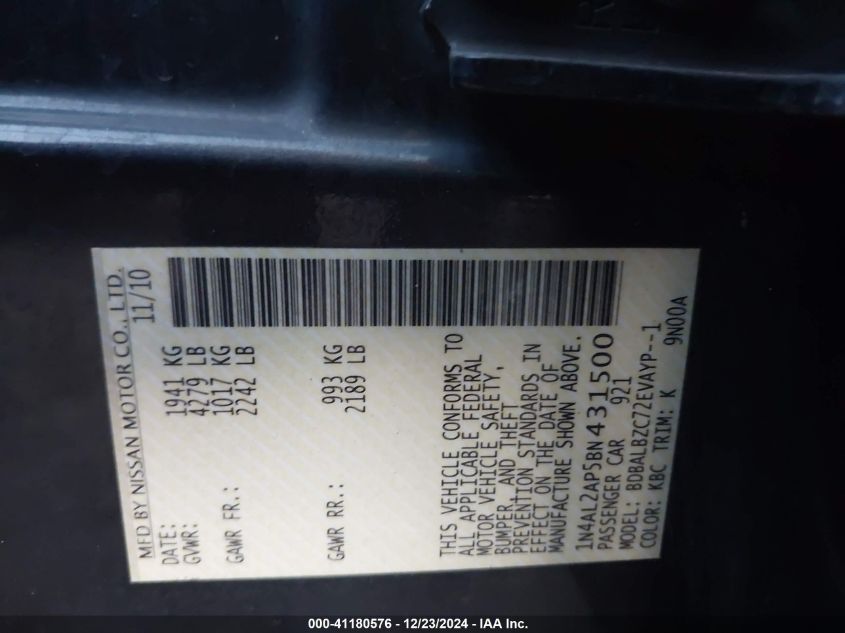 MFD BY NISSAN MOTOR CO., LTD.
DATE: 11/10
GVWR: 1941 KG
4279 LB
GAWR FR.: 1017 KG
2242 LB
GAWR RR.: 993 KG
2189 LB
THIS VEHICLE CONFORMS TO
ALL APPLICABLE FEDERAL
MOTOR VEHICLE SAFETY,
BUMPER, AND THEFT
PREVENTION STANDARDS IN
EFFECT ON THE DATE OF
MANUFACTURE SHOWN ABOVE.
1N4AL2AP5BN431500
PASSENGER CAR 921
MODEL: BDBALBZC72EVAYP--1
COLOR: KBC TRIM: K 9N00A
000-41180576 - 12/23/2024 - IAA Inc.